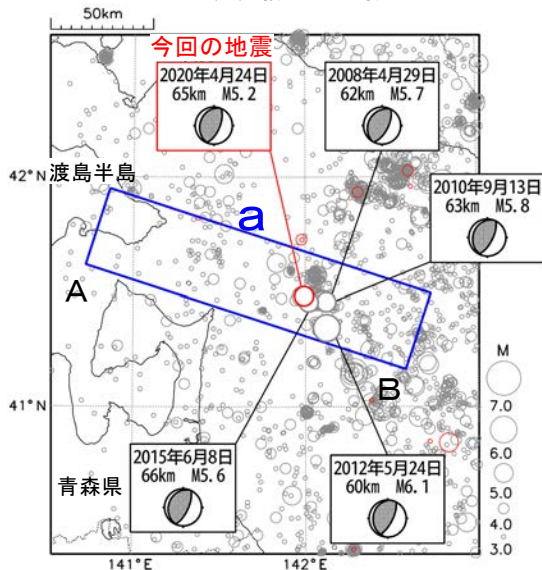 50km
今回の地震
2020年4月24日
65km M5.2
2008年4月29日
62km M5.7
42°N
渡島半島
2010年9月13日
63km M5.8
a
A
B
M
7.0
6.0
5.0
4.0
3.0
41°N
2015年6月8日
66km M5.6
2012年5月24日
60km M6.1
青森県
141°E
142°E